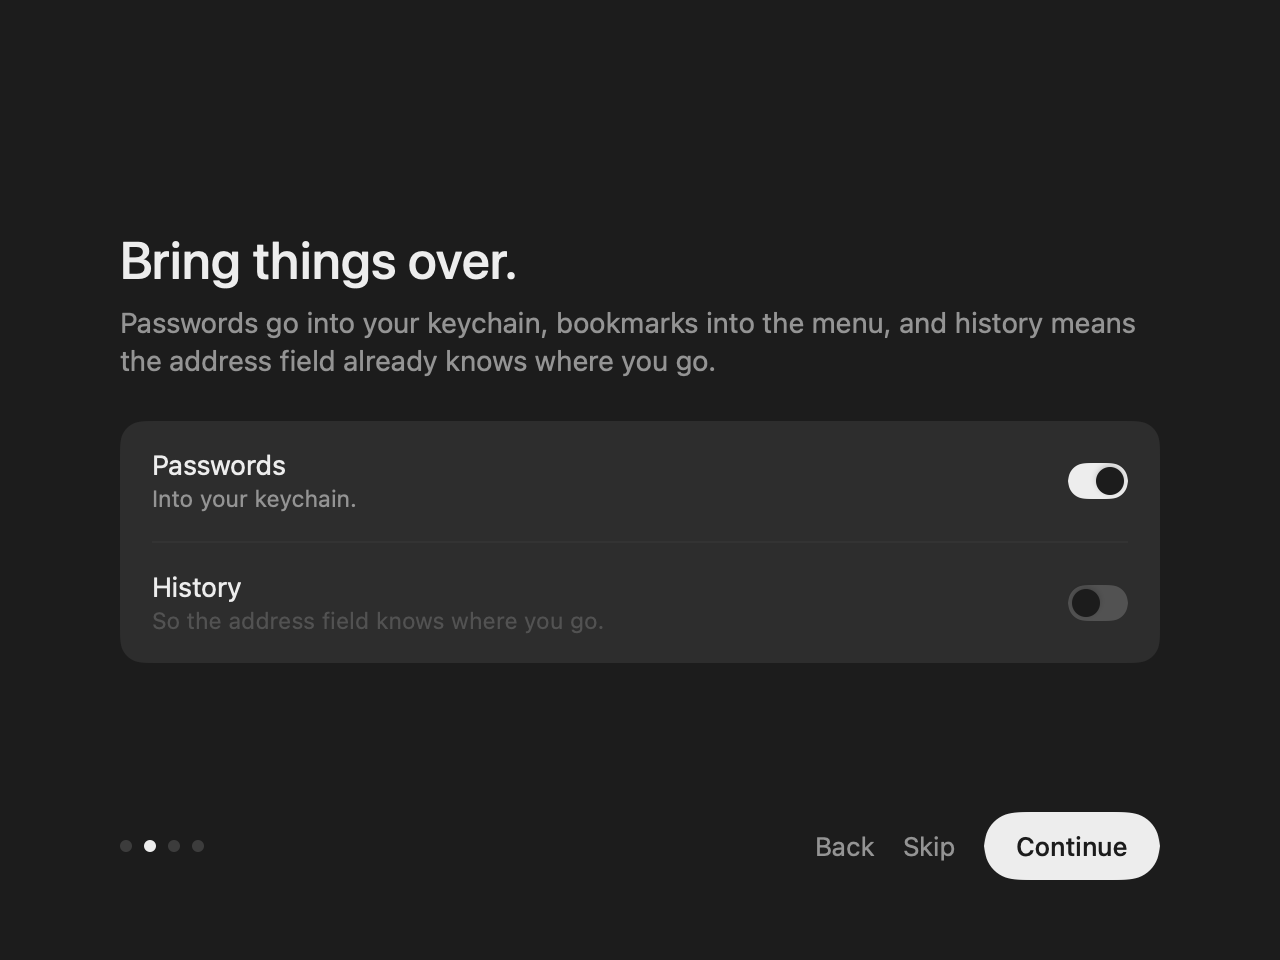 Bring things over.
Passwords go into your keychain, bookmarks into the menu, and history means
the address field already knows where you go.
Passwords
Into your keychain.
History
So the address field knows where you go.
Back
Skip
Continue